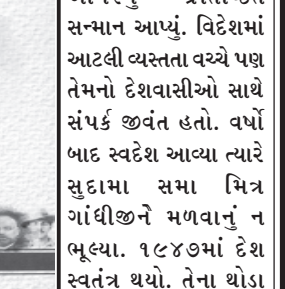 સન્માન આપ્યું. વિદેશમાં
આટલી વ્યસ્તતા વચ્ચે પણ
તેમનો દેશવાસીઓ સાથે
સંપર્ક જીવંત હતો. વર્ષો
બાદ સ્વદેશ આવ્યા ત્યારે
સુદામા સમા મિત્ર
ગાંધીજીને મળવાનું ન
ભૂલ્યા. ૧૯૪૭માં દેશ
સ્વતંત્ર થયો. તેના થોડા